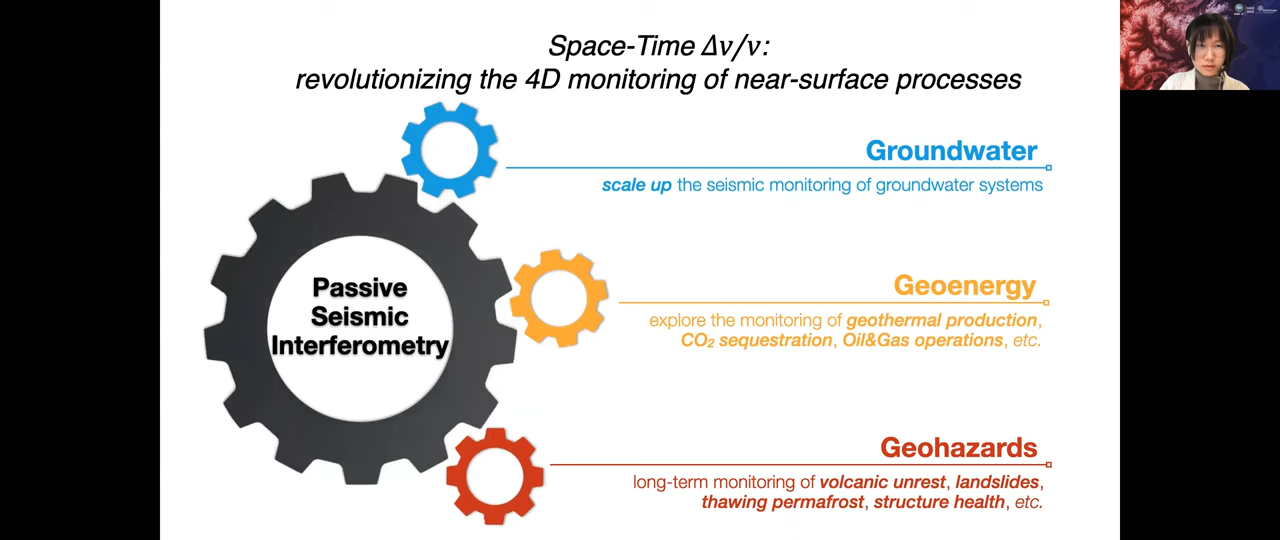 Space-Time Δv/v:
revolutionizing the 4D monitoring of near-surface processes
Groundwater
scale up the seismic monitoring of groundwater systems
Passive
Seismic
Interferometry
Geoenergy
explore the monitoring of geothermal production,
CO₂ sequestration, Oil&Gas operations, etc.
Geohazards
long-term monitoring of volcanic unrest, landslides,
thawing permafrost, structure health, etc.